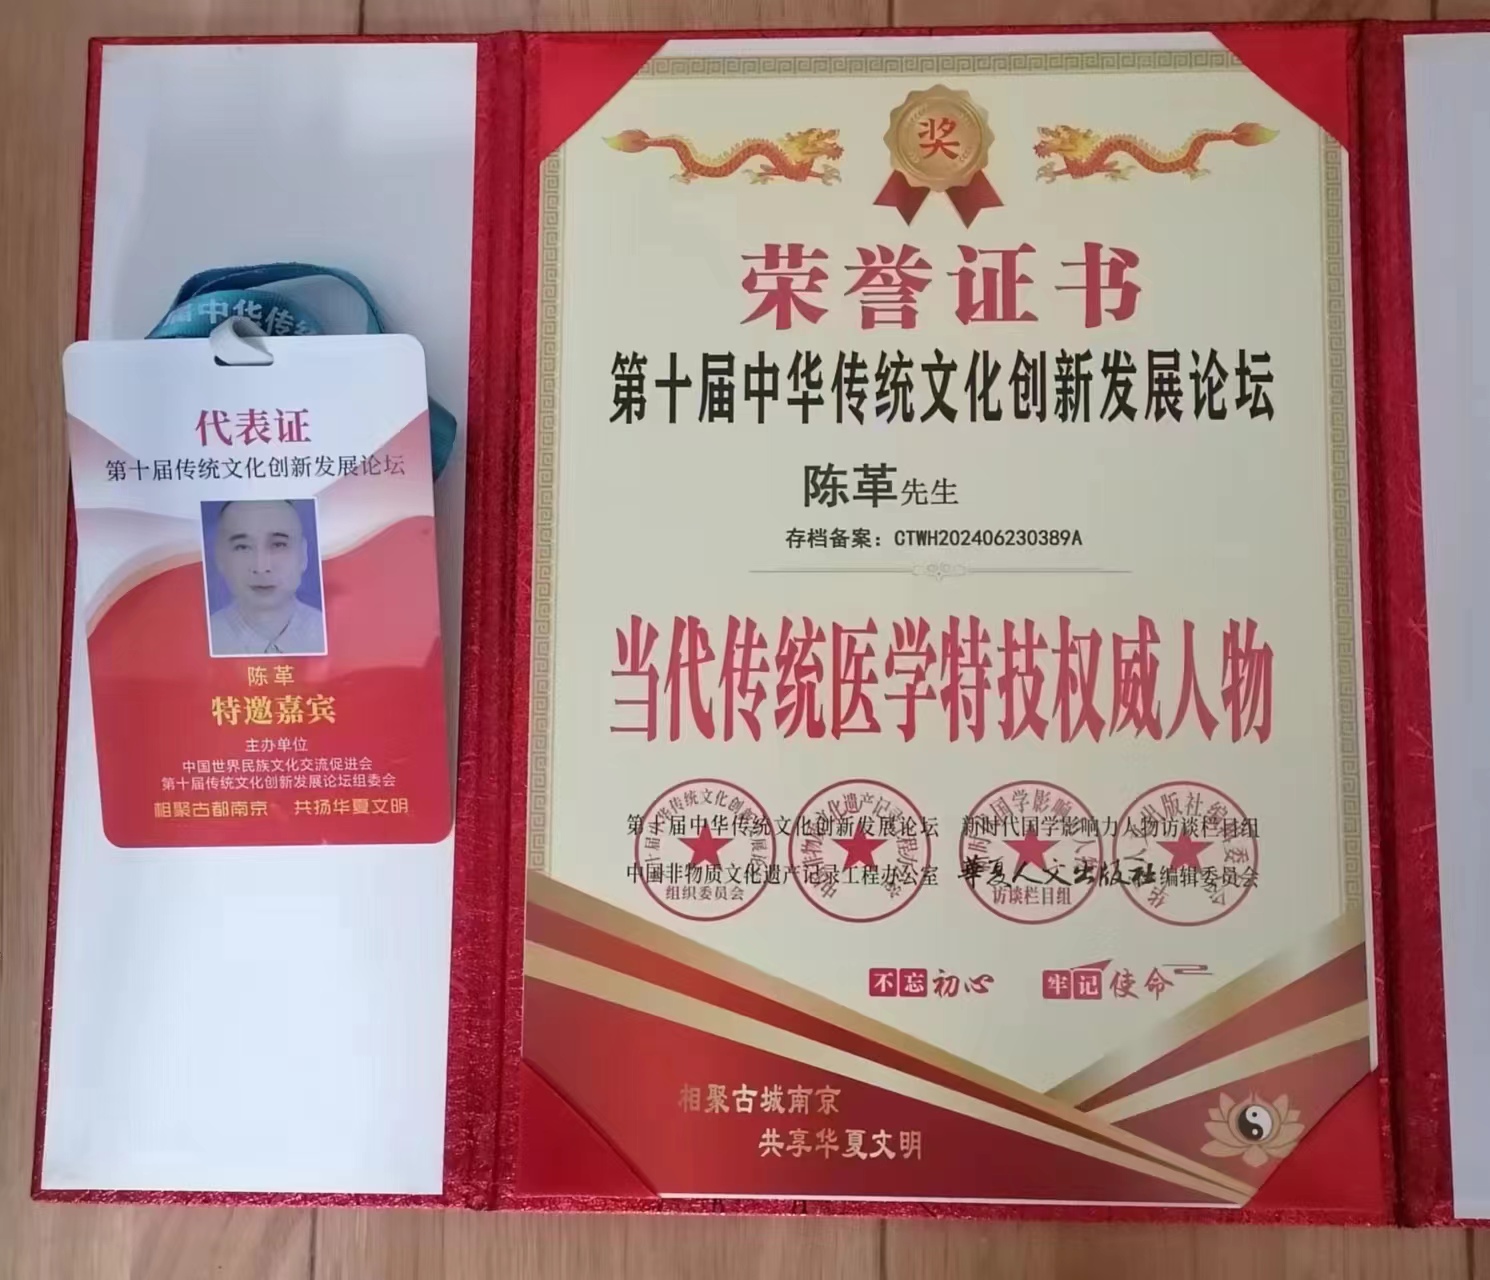 届中华传统
代表证
第十届传统文化创新发展论坛
陈革
特邀嘉宾
主办单位
中国世界民族文化交流促进会
第十届传统文化创新发展论坛组委会
相聚古都南京 共扬华夏文明
奖
荣誉证书
第十届中华传统文化创新发展论坛
陈革先生
存档备案：CTWH202406230389A
当代传统医学特技权威人物
第十届中华传统文化创新发展论坛 新时代国学影响力人物访谈栏目组
中国非物质文化遗产记录工程办公室 華夏人文出版社编辑委员会
组织委员会
访谈栏目组
不忘初心 牢记使命
相聚古城南京
共享华夏文明